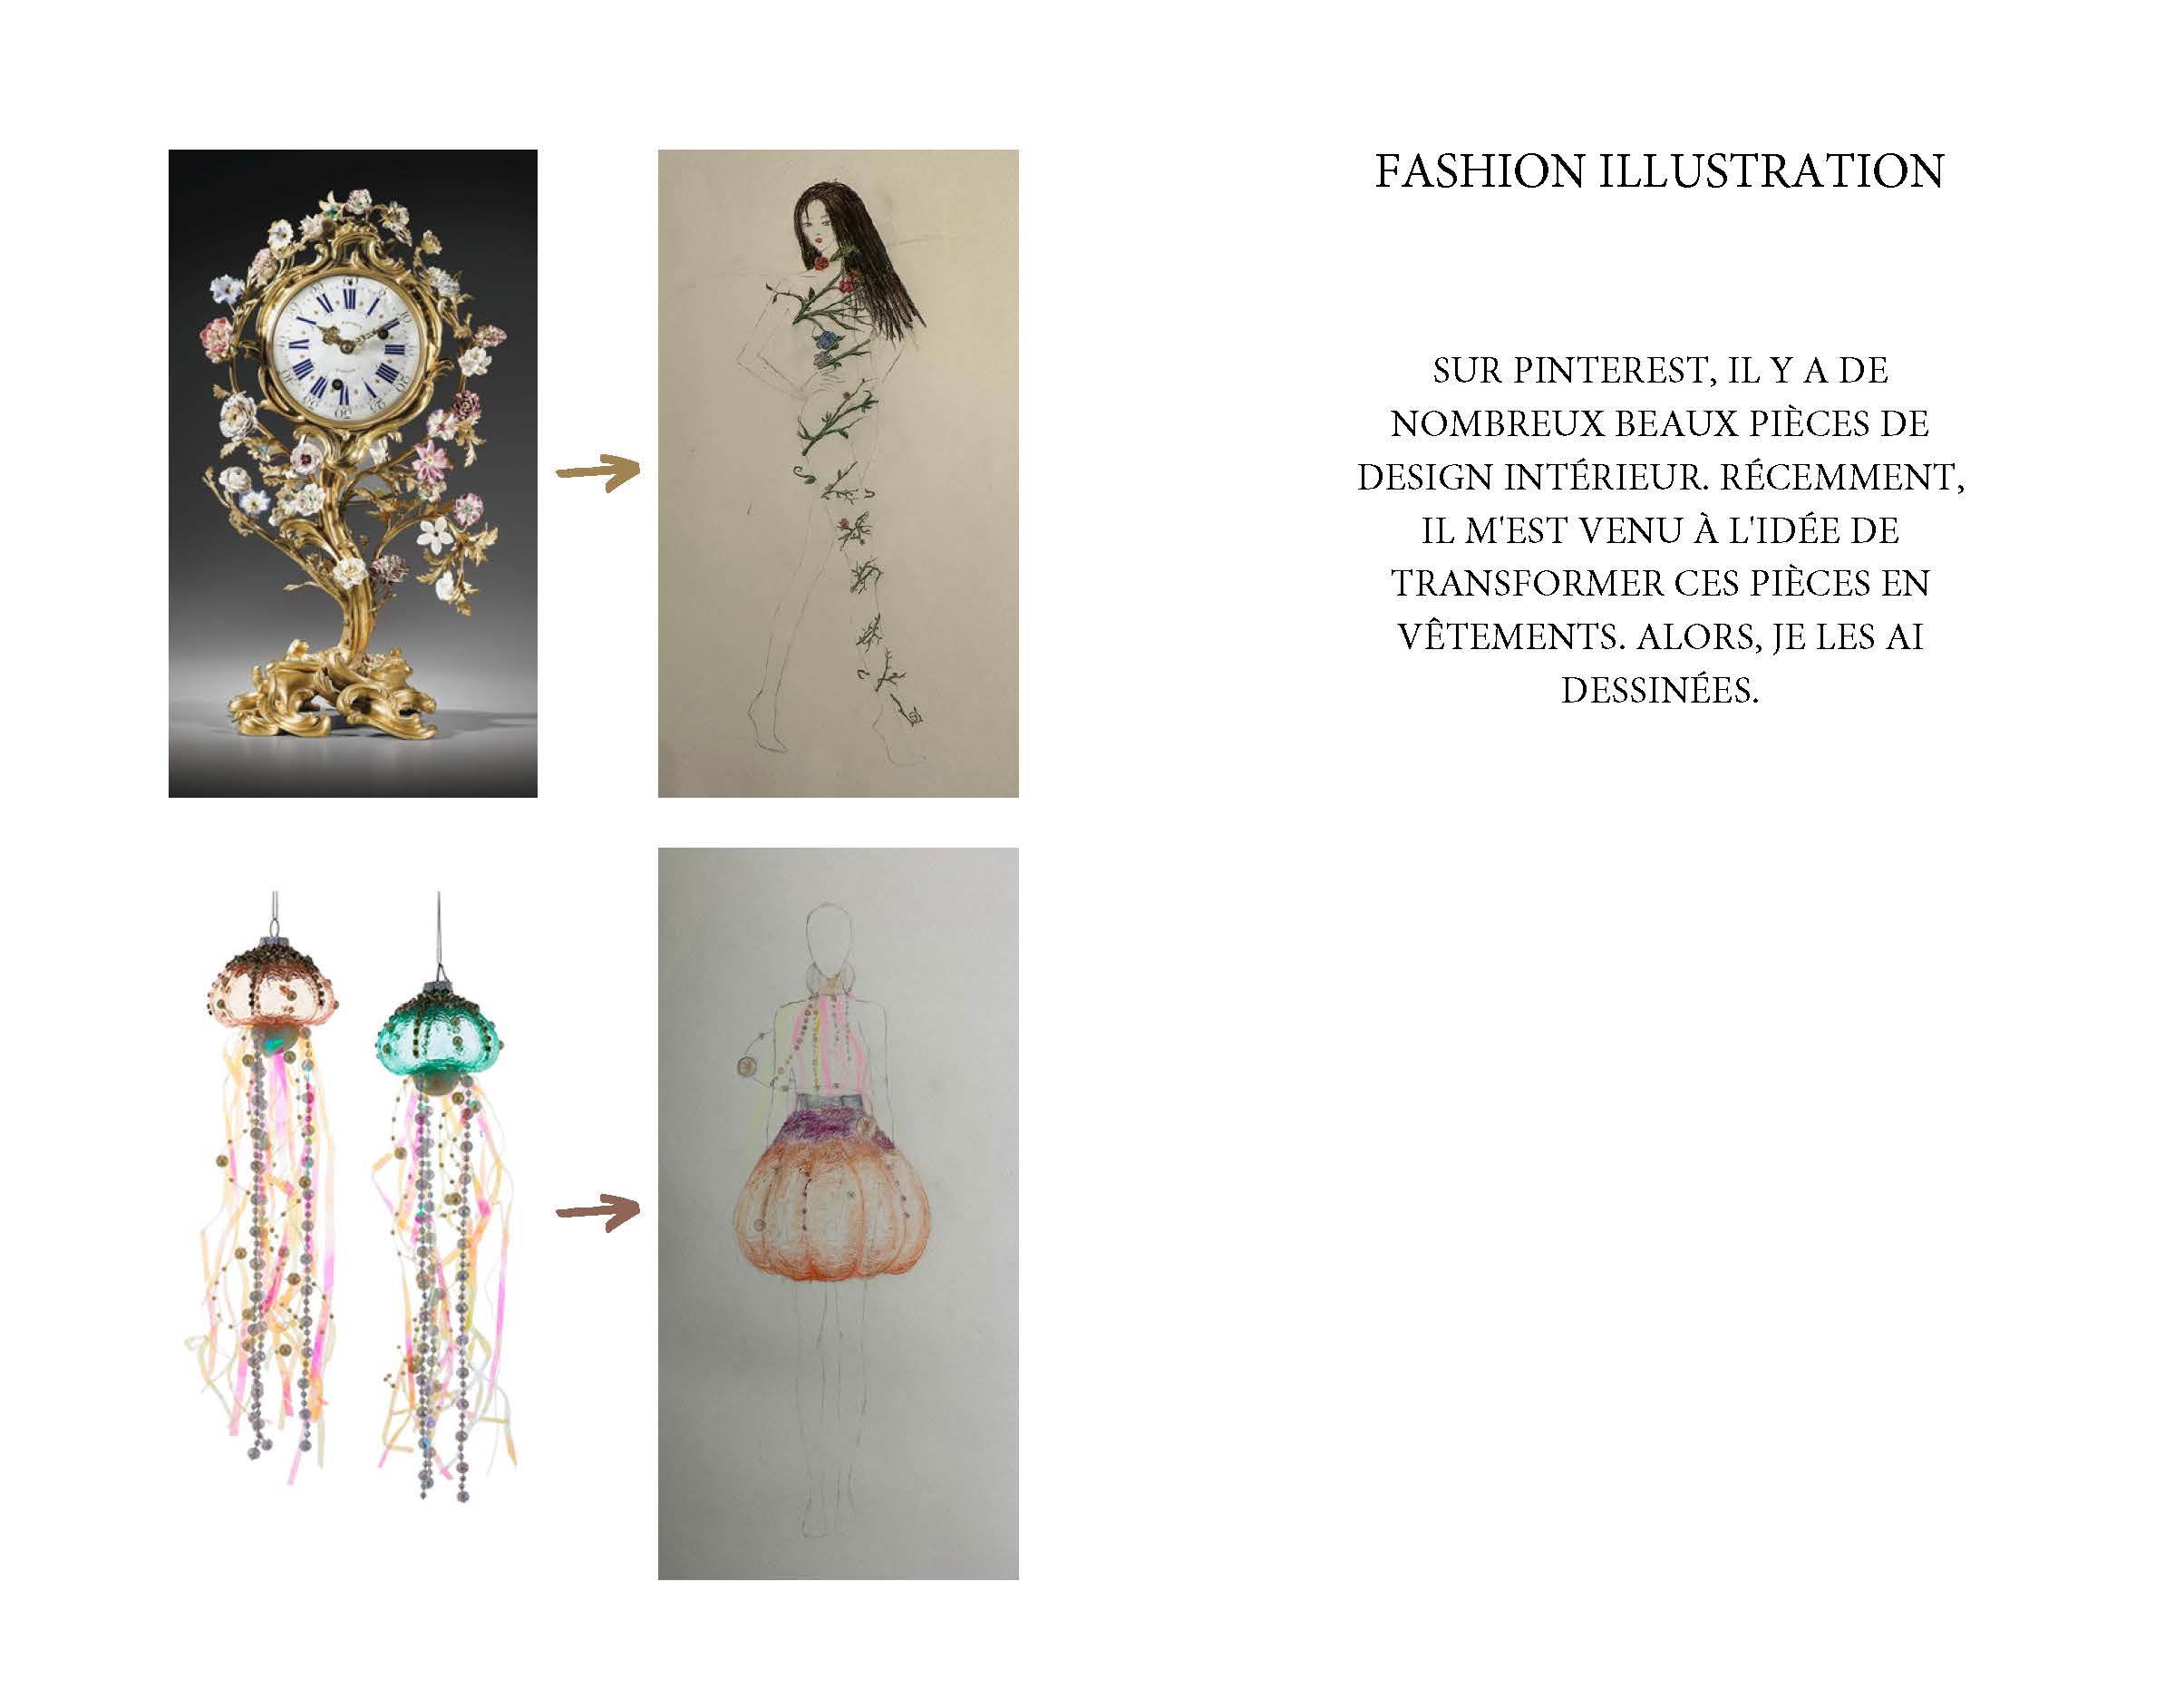 FASHION ILLUSTRATION
SUR PINTEREST, IL Y A DE
NOMBREUX BEAUX PIÈCES DE
DESIGN INTÉRIEUR. RÉCEMMENT,
IL M'EST VENU À L'IDÉE DE
TRANSFORMER CES PIÈCES EN
VÊTEMENTS. ALORS, JE LES AI
DESSINÉES.